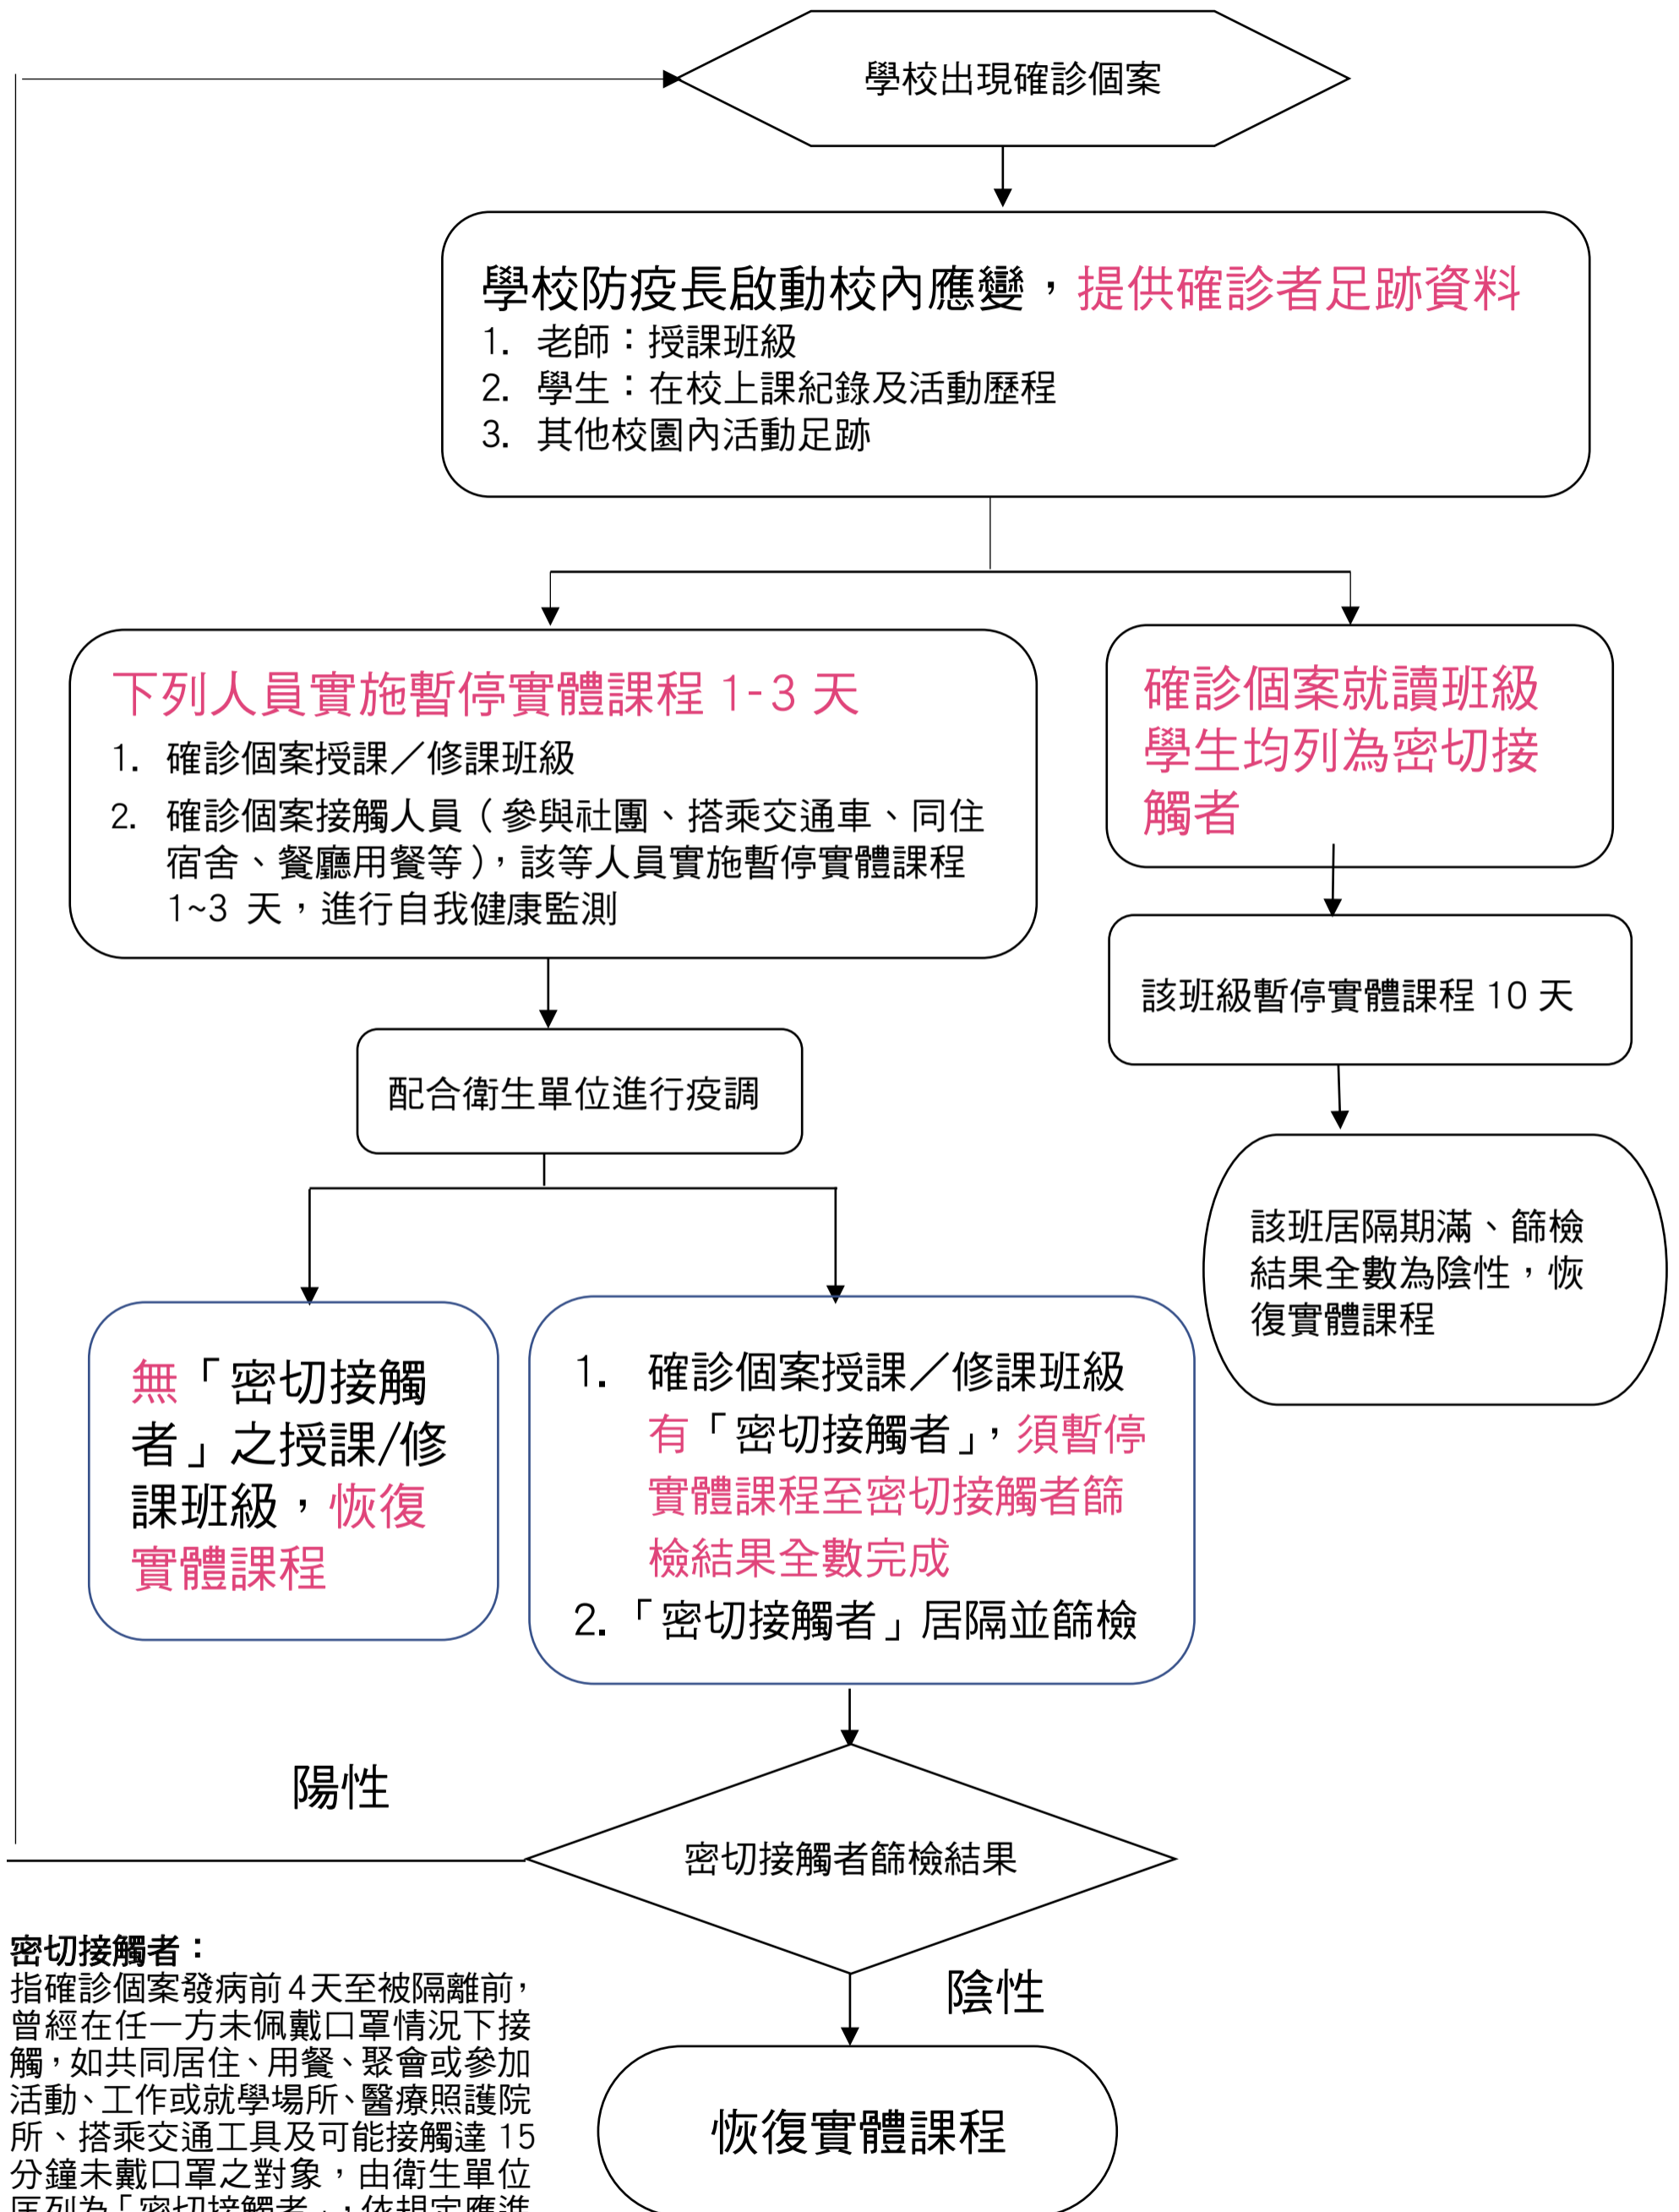 學校出現確診個案
學校防疫長啟動校內應變，提供確診者足跡資料
1. 老師：授課班級
2. 學生：在校上課紀錄及活動歷程
3. 其他校園內活動足跡
下列人員實施暫停實體課程 1-3 天
1. 確診個案授課／修課班級
2. 確診個案接觸人員（參與社團、搭乘交通車、同住
宿舍、餐廳用餐等），該等人員實施暫停實體課程
1~3 天，進行自我健康監測
確診個案就讀班級
學生均列為密切接
觸者
該班級暫停實體課程 10 天
配合衛生單位進行疫調
該班居隔期滿、篩檢
結果全數為陰性，恢
復實體課程
無「密切接觸
者」之授課/修
課班級，恢復
實體課程
1. 確診個案授課／修課班級
有「密切接觸者」，須暫停
實體課程至密切接觸者篩
檢結果全數完成
2.「密切接觸者」居隔並篩檢
陽性
密切接觸者篩檢結果
陰性
恢復實體課程
密切接觸者：
指確診個案發病前 4 天至被隔離前，
曾經在任一方未佩戴口罩情況下接
觸，如共同居住、用餐、聚會或參加
活動、工作或就學場所、醫療照護院
所、搭乘交通工具及可能接觸達 15
分鐘未戴口罩之對象，由衛生單位
匡列為「密切接觸者」，依規定應進